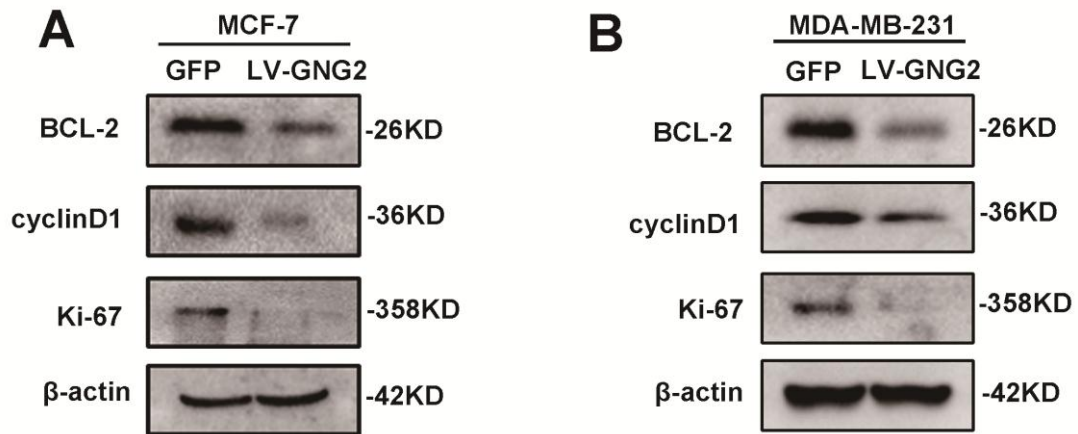 A
MCF-7
GFP LV-GNG2
BCL-2 -26KD
cyclinD1 -36KD
Ki-67 -358KD
β-actin -42KD
B
MDA-MB-231
GFP LV-GNG2
BCL-2 -26KD
cyclinD1 -36KD
Ki-67 -358KD
β-actin -42KD